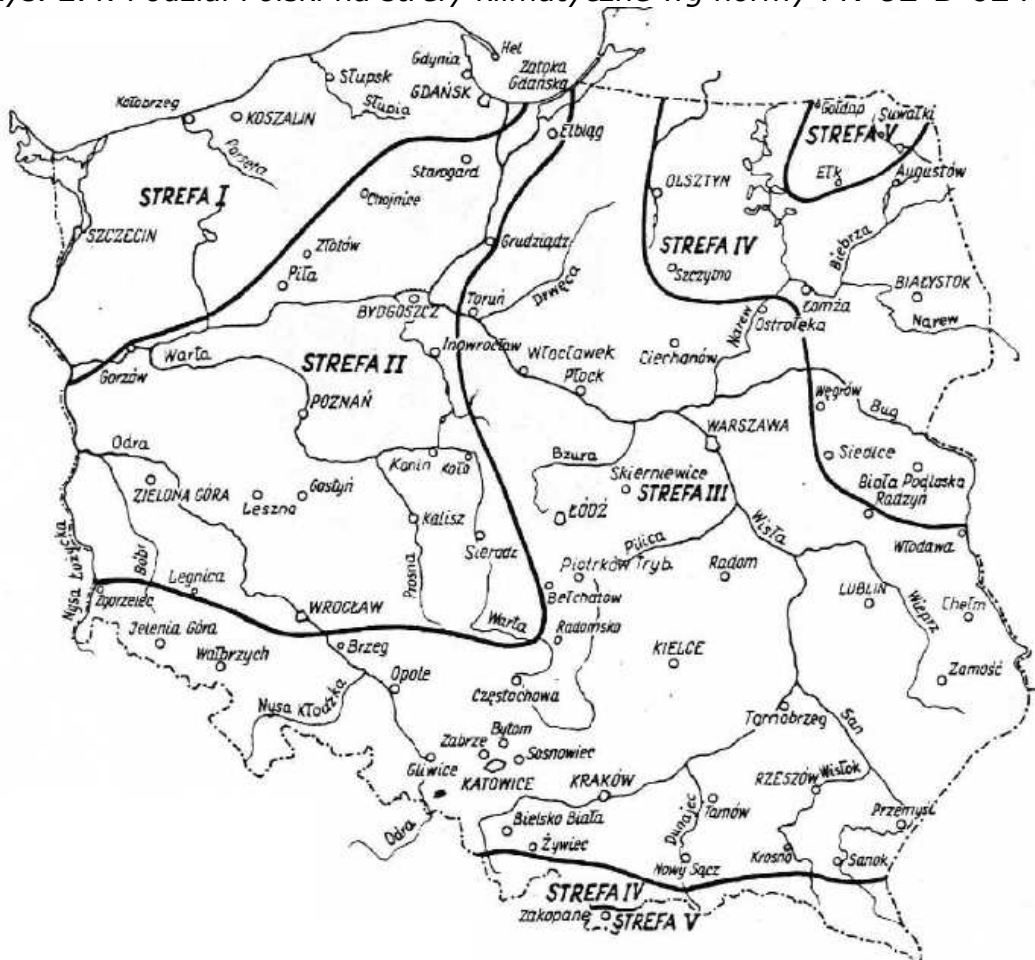 Podział Polski na strefy klimatyczne wg normy PN-82-B-02
Hel
Gdynia
Zatoka
Gdańska
Słupsk
GDAŃSK
Słupia
Kołobrzeg
KOSZALIN
Gołdap
Suwałki
STREFA V
Elbląg
Parsęta
Starogard
Ełk
Augustów
OLSZTYN
Chojnice
STREFA I
SZCZECIN
Grudziądz
STREFA IV
Biebrza
Złotów
Szczytno
Piła
Drwęca
BIAŁYSTOK
Łomża
BYDGOSZCZ
Toruń
Ostrołęka
Narew
Narew
Inowrocław
Ciechanów
Warta
STREFA II
Włocławek
Gorzów
Płock
Węgrów
Bug
POZNAŃ
WARSZAWA
Odra
Bzura
Konin
Koło
Siedlce
Skierniewice
Biała Podlaska
ZIELONA GÓRA
Gostyń
STREFA III
Radzyń
Leszno
ŁÓDŹ
Kalisz
Wisła
Włodawa
Sieradz
Pilica
Nysa Łużycka
Bóbr
Prosna
Piotrków Tryb.
Radom
Legnica
Zgorzelec
Bełchatów
LUBLIN
Wieprz
Chełm
WROCŁAW
Warta
Jelenia Góra
Radomsko
Brzeg
Wałbrzych
KIELCE
Zamość
Opole
Częstochowa
Nysa Kłodzka
Tarnobrzeg
San
Bytom
Zabrze
Sosnowiec
Gliwice
KATOWICE
KRAKÓW
RZESZÓW
Wisłok
Tarnów
Dunajec
Przemyśl
Odra
Bielsko Biała
Żywiec
Krosno
Nowy Sącz
Sanok
STREFA IV
Zakopane
STREFA V